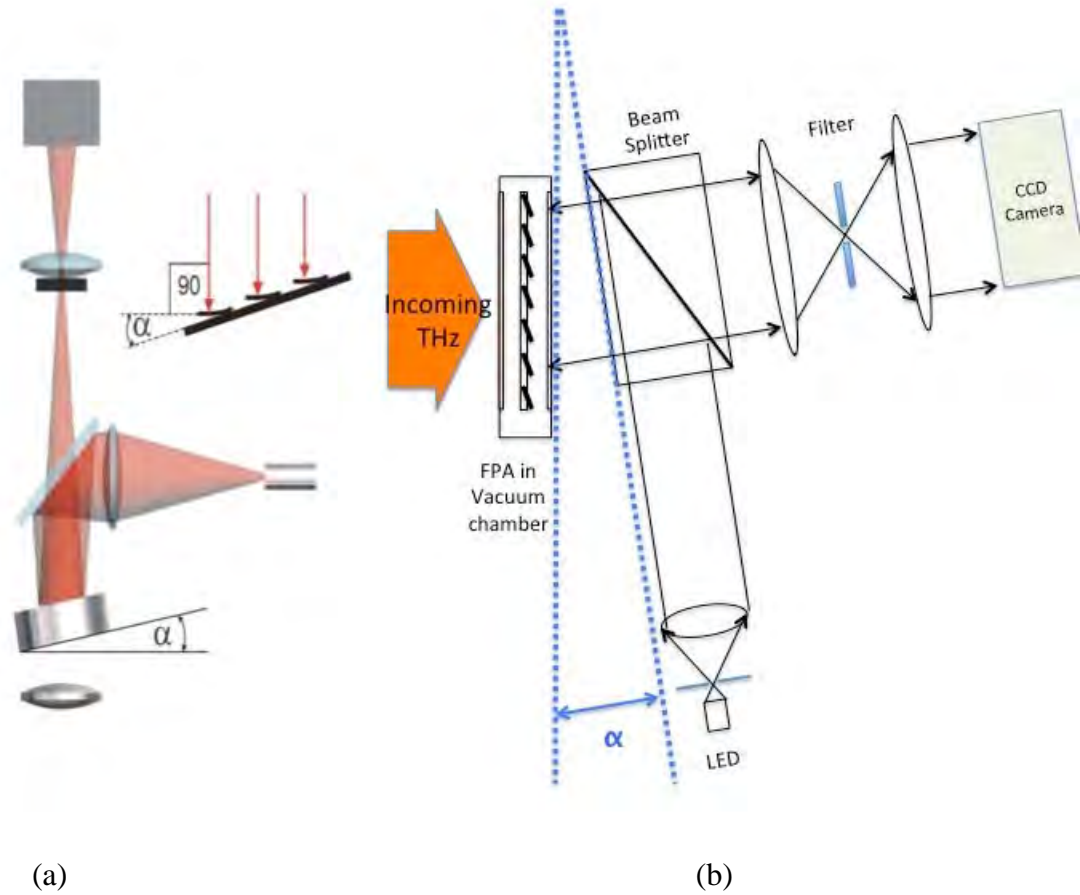 90
α
α
Incoming
THz
FPA in
Vacuum
chamber
Beam
Splitter
Filter
CCD
Camera
α
LED
(a)
(b)